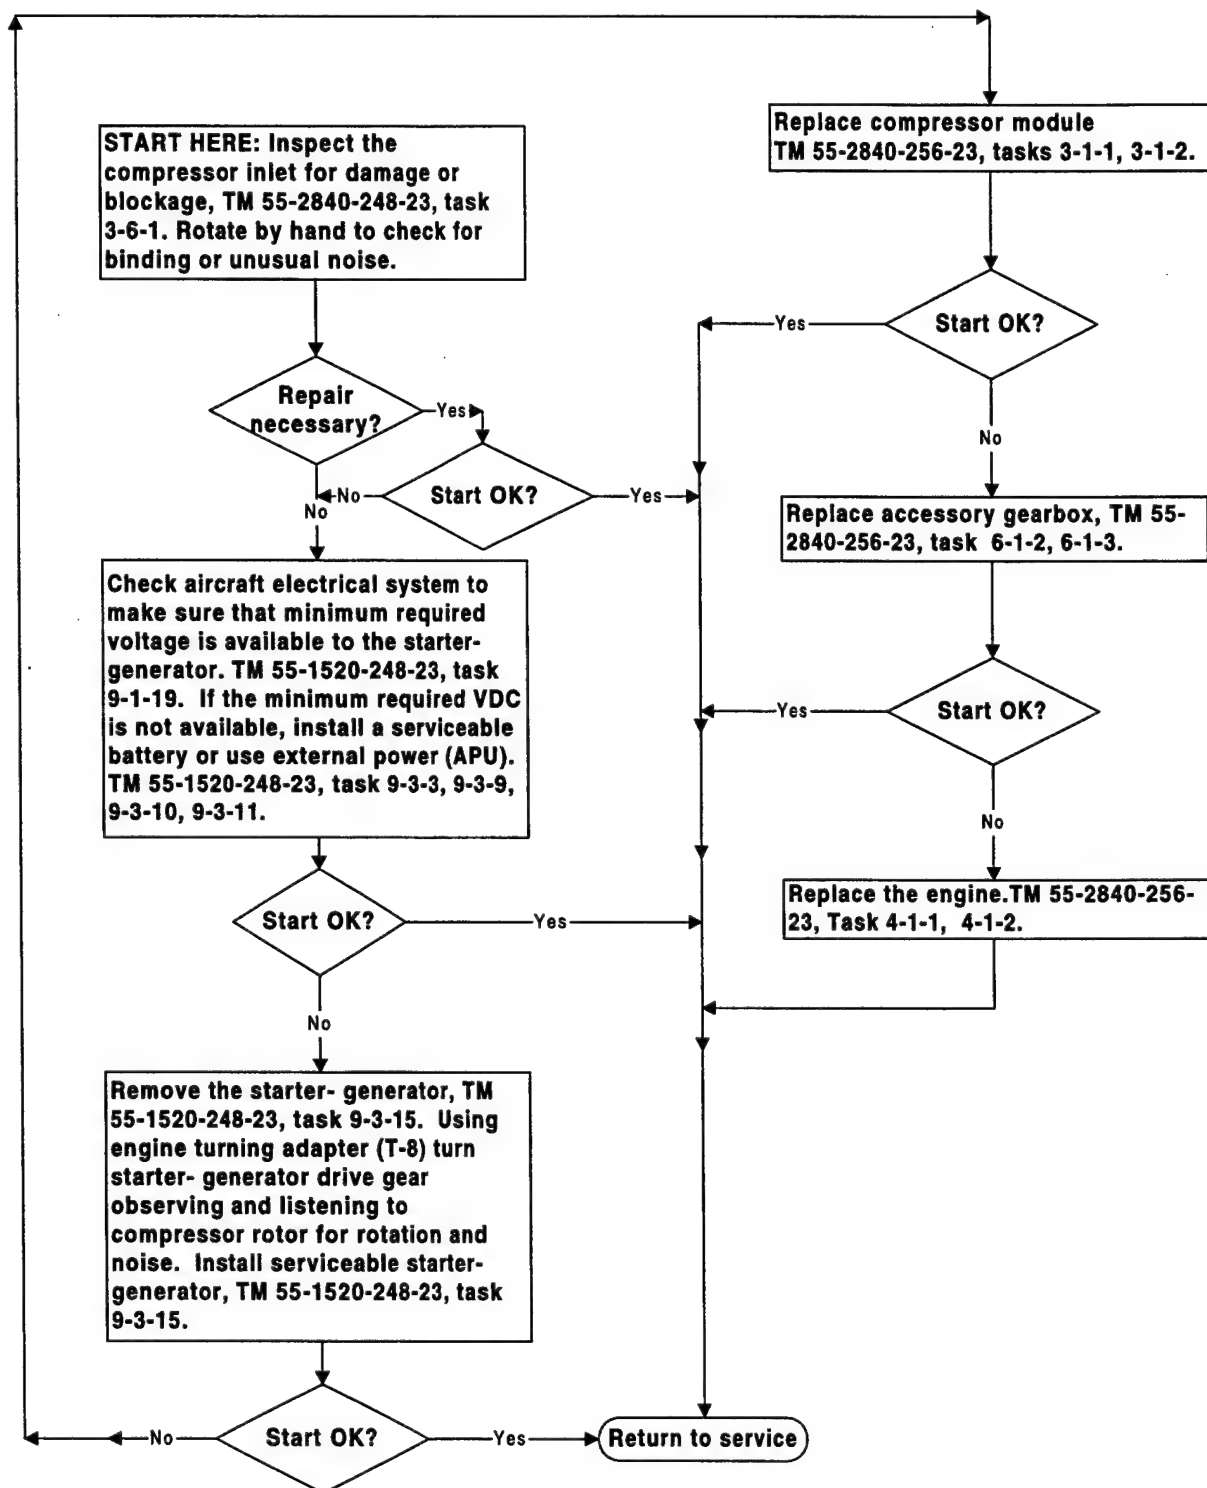 START HERE: Inspect the
compressor inlet for damage or
blockage, TM 55-2840-248-23, task
3-6-1. Rotate by hand to check for
binding or unusual noise.
Repair
necessary?
Yes
Start OK?
No
Yes
No
Check aircraft electrical system to
make sure that minimum required
voltage is available to the starter-
generator. TM 55-1520-248-23, task
9-1-19. If the minimum required VDC
is not available, install a serviceable
battery or use external power (APU).
TM 55-1520-248-23, task 9-3-3, 9-3-9,
9-3-10, 9-3-11.
Start OK?
Yes
No
Remove the starter- generator, TM
55-1520-248-23, task 9-3-15. Using
engine turning adapter (T-8) turn
starter- generator drive gear
observing and listening to
compressor rotor for rotation and
noise. Install serviceable starter-
generator, TM 55-1520-248-23, task
9-3-15.
Start OK?
No
Yes
Return to service
Replace compressor module
TM 55-2840-256-23, tasks 3-1-1, 3-1-2.
Start OK?
Yes
No
Replace accessory gearbox, TM 55-
2840-256-23, task 6-1-2, 6-1-3.
Start OK?
Yes
No
Replace the engine.TM 55-2840-256-
23, Task 4-1-1, 4-1-2.